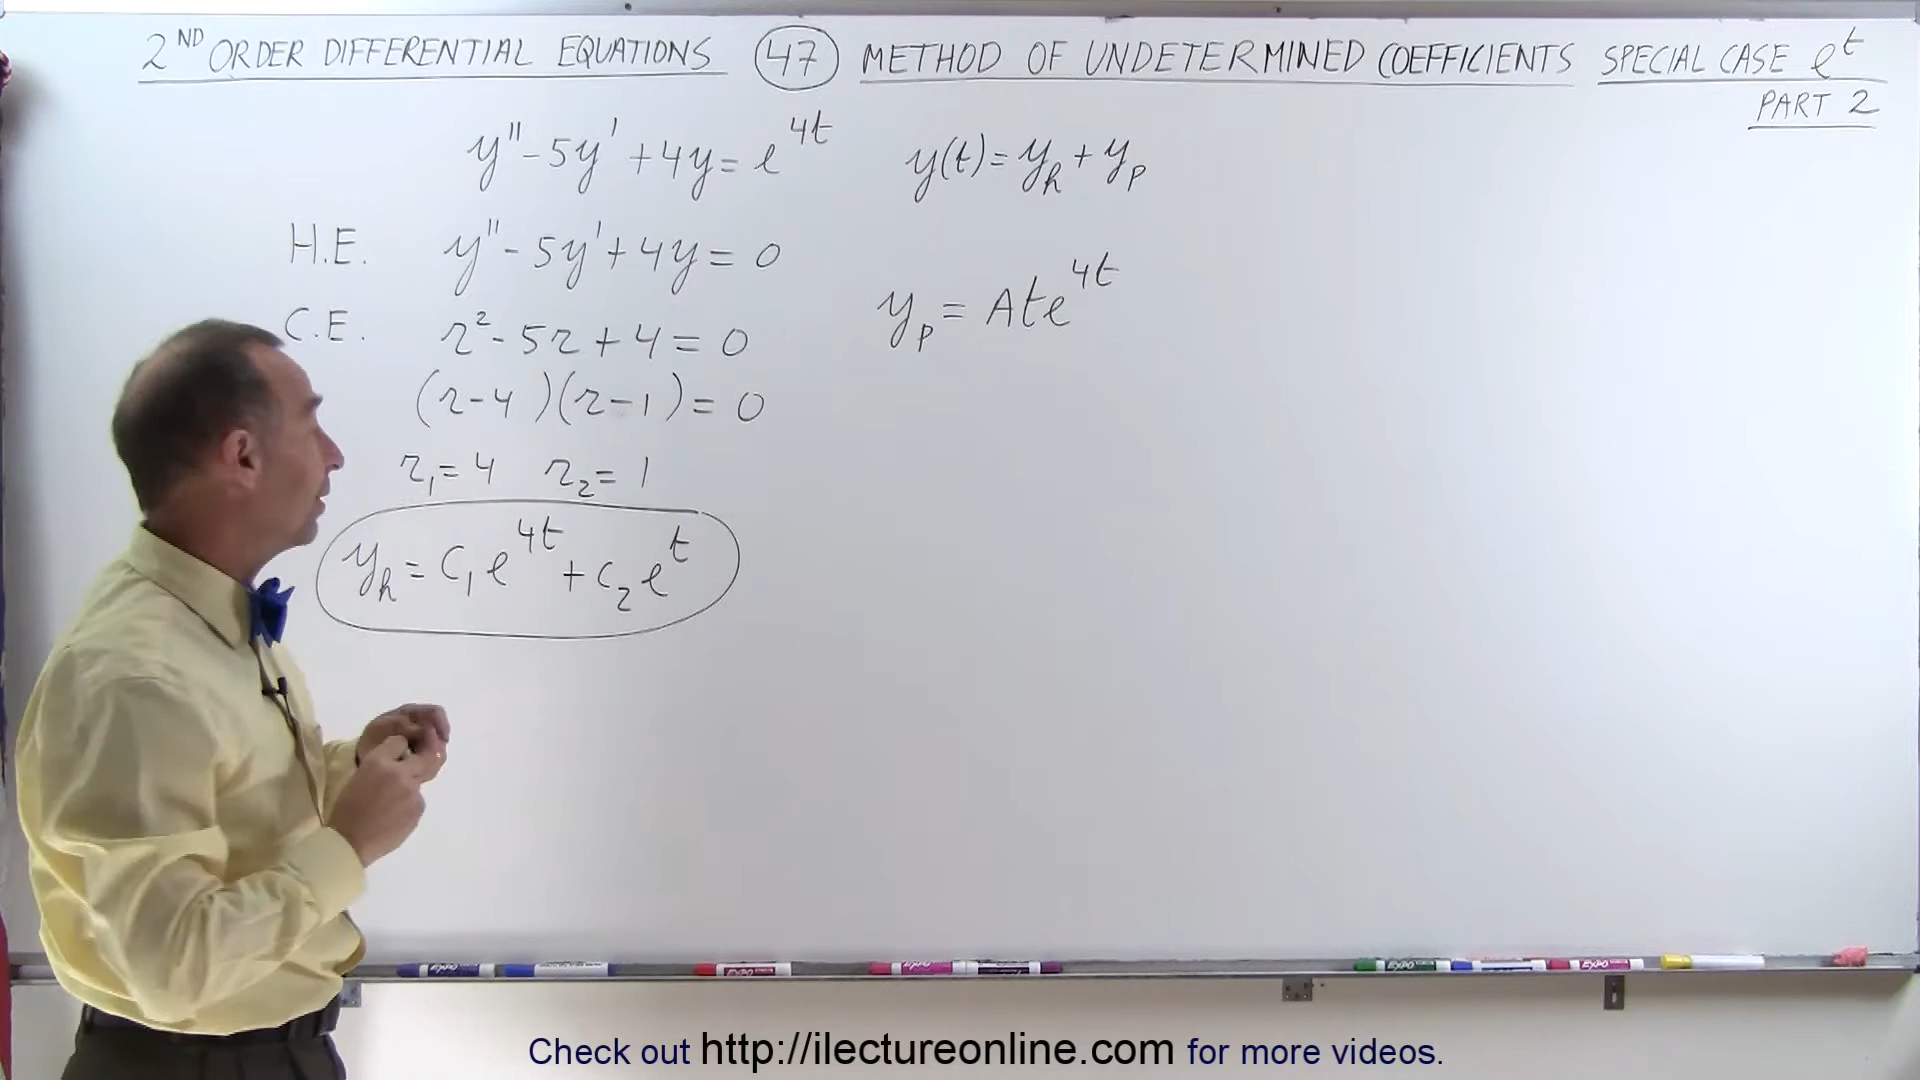 2ND ORDER DIFFERENTIAL EQUATIONS 47 METHOD OF UNDETERMINED COEFFICIENTS SPECIAL CASE e^t
PART 2
y'' - 5y' + 4y = e^4t
y(t) = y_h + y_p
H.E. y'' - 5y' + 4y = 0
C.E. r² - 5r + 4 = 0
(r-4)(r-1) = 0
r₁ = 4 r₂ = 1
y_h = c₁e^4t + c₂e^t
y_p = Ate^4t
EXPO
EXPO
Check out http://ilectureonline.com for more videos.